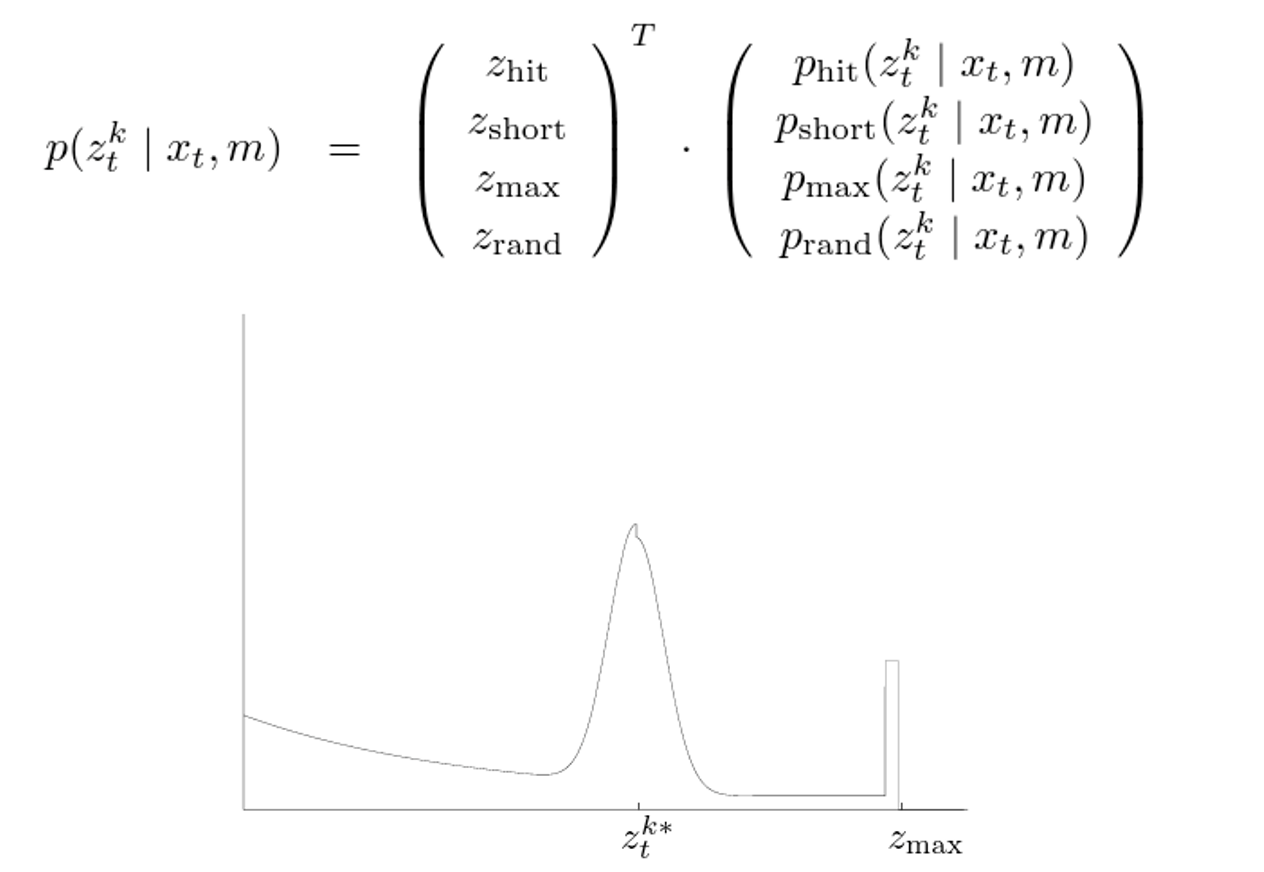 T
z_hit p_hit(z_t^k | x_t, m)
z_short p_short(z_t^k | x_t, m)
p(z_t^k | x_t, m) = ·
z_max p_max(z_t^k | x_t, m)
z_rand p_rand(z_t^k | x_t, m)
z_t^{k*} z_max